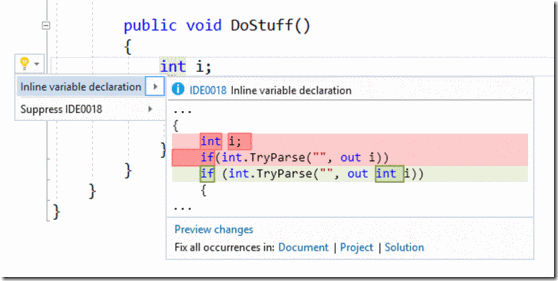 public void DoStuff()
{
int i;
Inline variable declaration
Suppress IDE0018
IDE0018 Inline variable declaration
...
{
int i;
if(int.TryParse("", out i))
if (int.TryParse("", out int i))
{
...
Preview changes
Fix all occurrences in: Document | Project | Solution
}
}
}
}